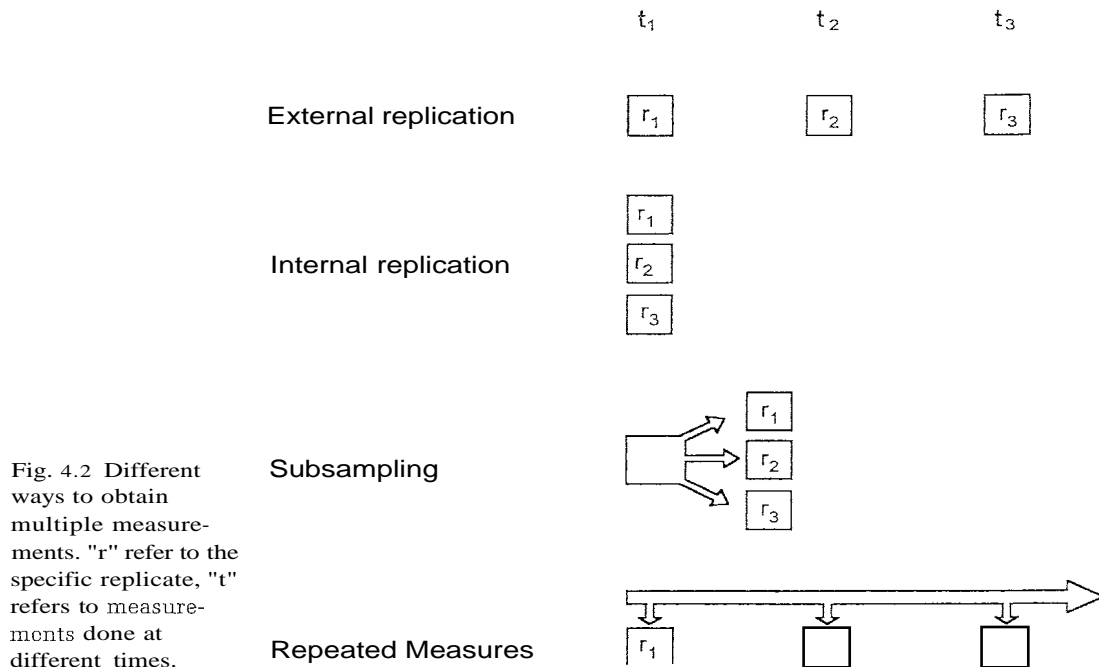 t₁ t₂ t₃
External replication r₁ r₂ r₃
r₁
Internal replication r₂
r₃
r₁
Subsampling r₂
r₃
Repeated Measures r₁
Fig. 4.2 Different
ways to obtain
multiple measure-
ments. "r" refer to the
specific replicate, "t"
refers to measure-
ments done at
different times.